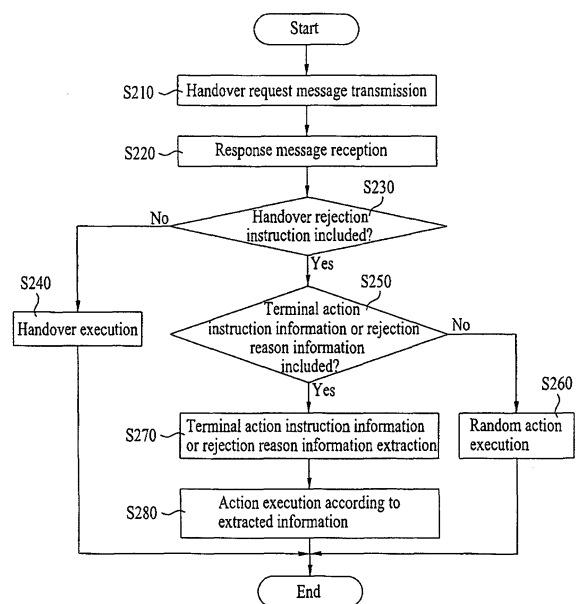 Start
S210
Handover request message transmission
S220
Response message reception
S230
Handover rejection
instruction included?
No
Yes
S240
Handover execution
S250
Terminal action
instruction information or rejection
reason information
included?
No
Yes
S260
Random action
execution
S270
Terminal action instruction information
or rejection reason information extraction
S280
Action execution according to
extracted information
End